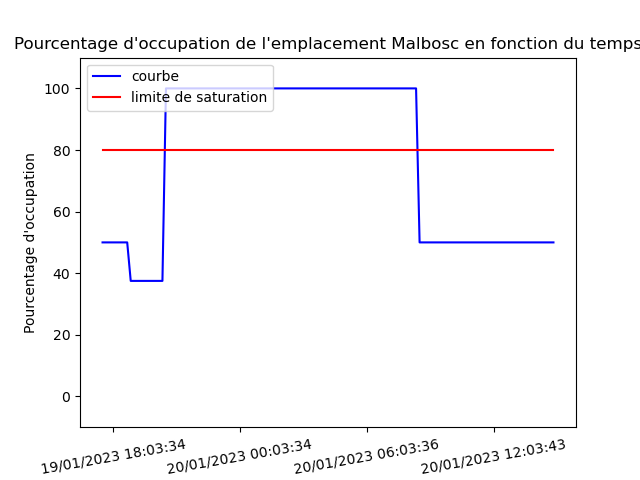 Pourcentage d'occupation de l'emplacement Malbosc en fonction du temps
courbe
limite de saturation
Pourcentage d'occupation
100
80
60
40
20
0
19/01/2023 18:03:34
20/01/2023 00:03:34
20/01/2023 06:03:36
20/01/2023 12:03:43